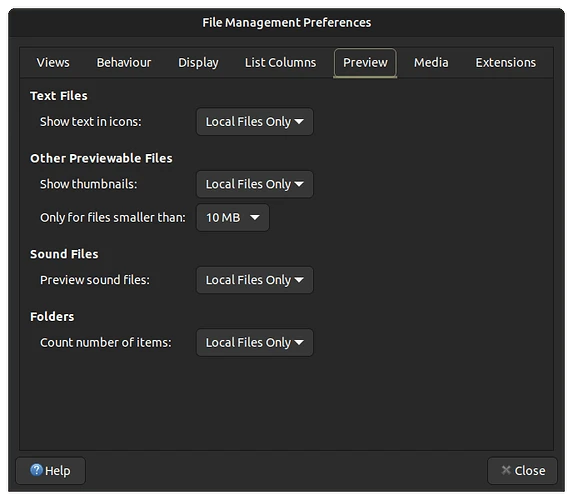 File Management Preferences
Views Behaviour Display List Columns Preview Media Extensions
Text Files
Show text in icons: Local Files Only
Other Previewable Files
Show thumbnails: Local Files Only
Only for files smaller than: 10 MB
Sound Files
Preview sound files: Local Files Only
Folders
Count number of items: Local Files Only
Help Close